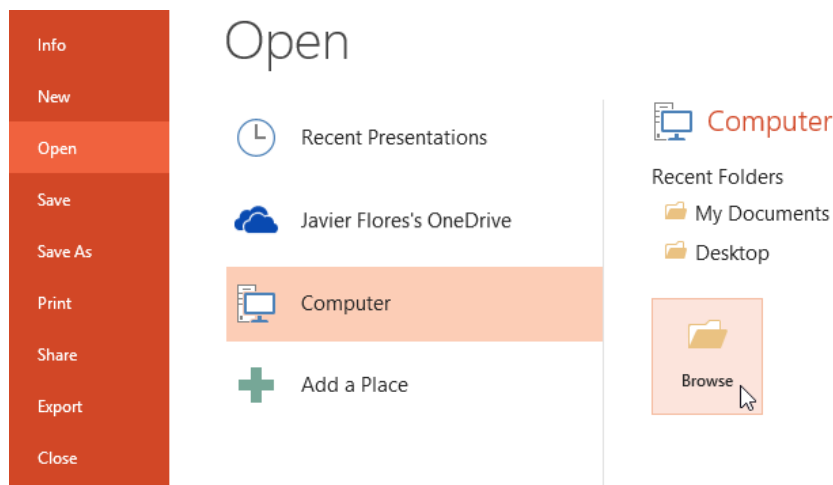 Info
New
Open
Save
Save As
Print
Share
Export
Close
Open
Recent Presentations
Javier Flores's OneDrive
Computer
Add a Place
Computer
Recent Folders
My Documents
Desktop
Browse